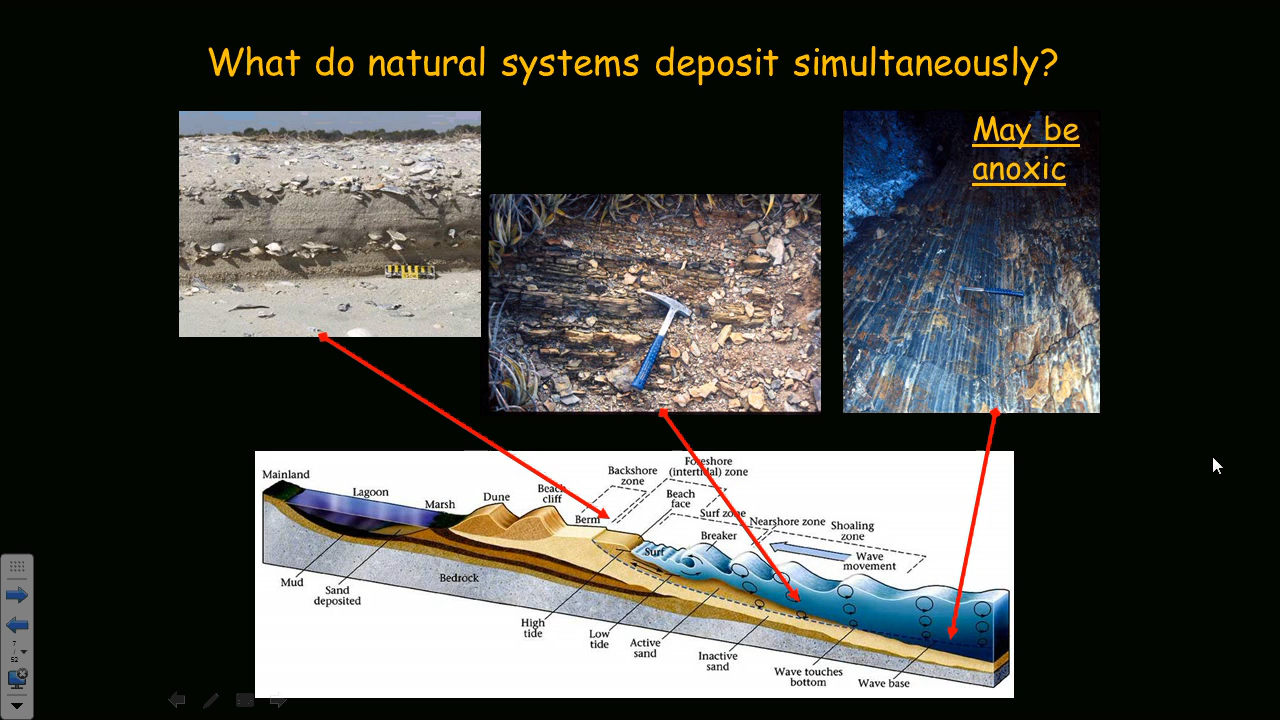 What do natural systems deposit simultaneously?
May be
anoxic
Mainland
Lagoon
Marsh
Dune
Beach
cliff
Berm
Backshore
zone
Foreshore
(intertidal) zone
Beach
face
Surf zone
Nearshore zone
Shoaling
zone
Breaker
Surf
Wave
movement
Mud
Sand
deposited
Bedrock
High
tide
Low
tide
Active
sand
Inactive
sand
Wave touches
bottom
Wave base
7
/
52